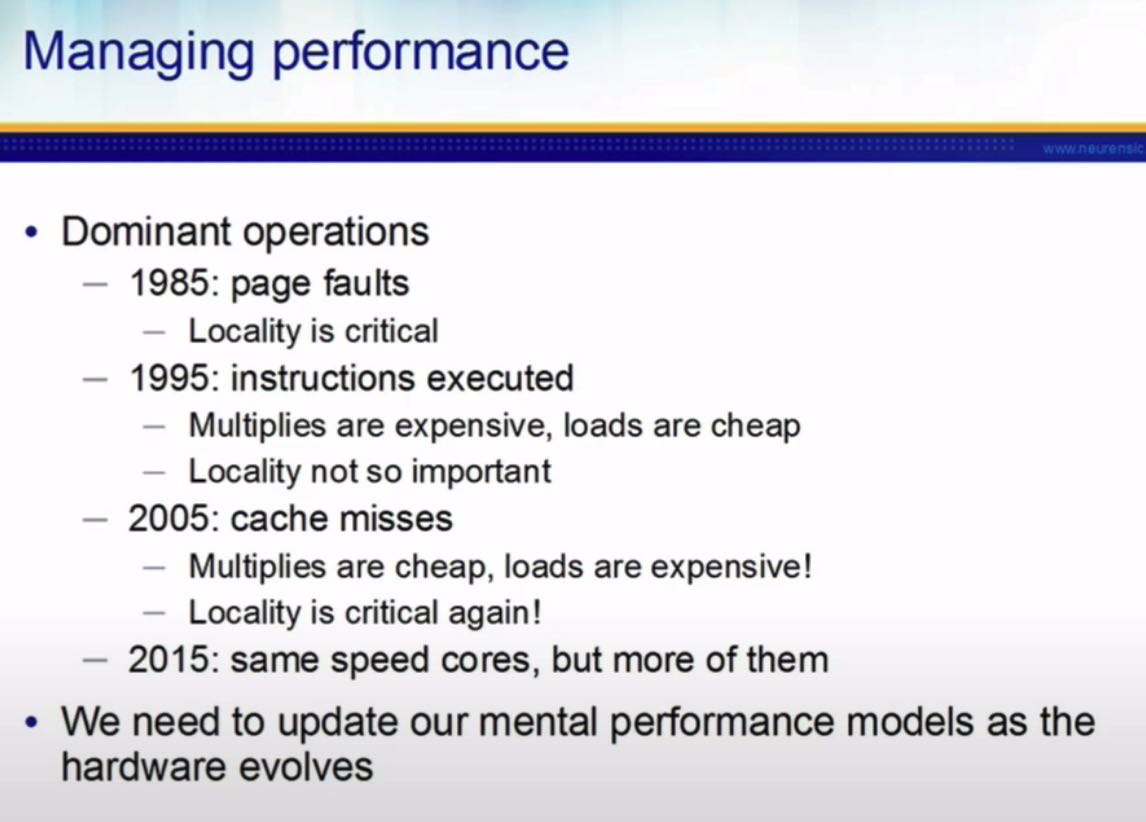 Managing performance
www.neurensic
• Dominant operations
– 1985: page faults
– Locality is critical
– 1995: instructions executed
– Multiplies are expensive, loads are cheap
– Locality not so important
– 2005: cache misses
– Multiplies are cheap, loads are expensive!
– Locality is critical again!
– 2015: same speed cores, but more of them
• We need to update our mental performance models as the
hardware evolves